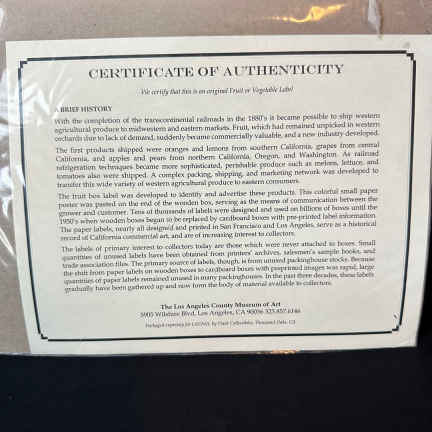 CERTIFICATE OF AUTHENTICITY
We certify that this is an original Fruit or Vegetable Label
A BRIEF HISTORY
With the completion of the transcontinental railroads in the 1880's it became possible to ship western
agricultural produce to midwestern and eastern markets. Fruit, which had remained unpicked in western
orchards due to lack of demand, suddenly became commercially valuable, and a new industry developed.
The first products shipped were oranges and lemons from southern California, grapes from central
California, and apples and pears from northern California, Oregon, and Washington. As railroad
refrigeration techniques became more sophisticated, perishable produce such as melons, lettuce, and
tomatoes also were shipped. A complex packing, shipping, and marketing network was developed to
transfer this wide variety of western agricultural produce to eastern consumers.
The fruit box label was developed to identify and advertise these products. This colorful small paper
poster was pasted on the end of the wooden box, serving as the means of communication between the
grower and customer. Tens of thousands of labels were designed and used on billions of boxes until the
1950's when wooden boxes began to be replaced by cardboard boxes with pre-printed label information.
The paper labels, nearly all designed and printed in San Francisco and Los Angeles, serve as a historical
record of California commercial art, and are of increasing interest to collectors.
The labels of primary interest to collectors today are those which were never attached to boxes. Small
quantities of unused labels have been obtained from printers' archives, salesmen's sample books, and
trade association files. The primary source of labels, though, is from unused packinghouse stocks. Because
the shift from paper labels on wooden boxes to cardboard boxes with preprinted images was rapid, large
quantities of paper labels remained unused in many packinghouses. In the past three decades, these labels
gradually have been gathered up and now form the body of material available to collectors.
The Los Angeles County Museum of Art
5905 Wilshire Blvd, Los Angeles, CA 90036 323.857.6146
Packaged expressly for LACMA by Collectibles, Thousand Oaks, CA